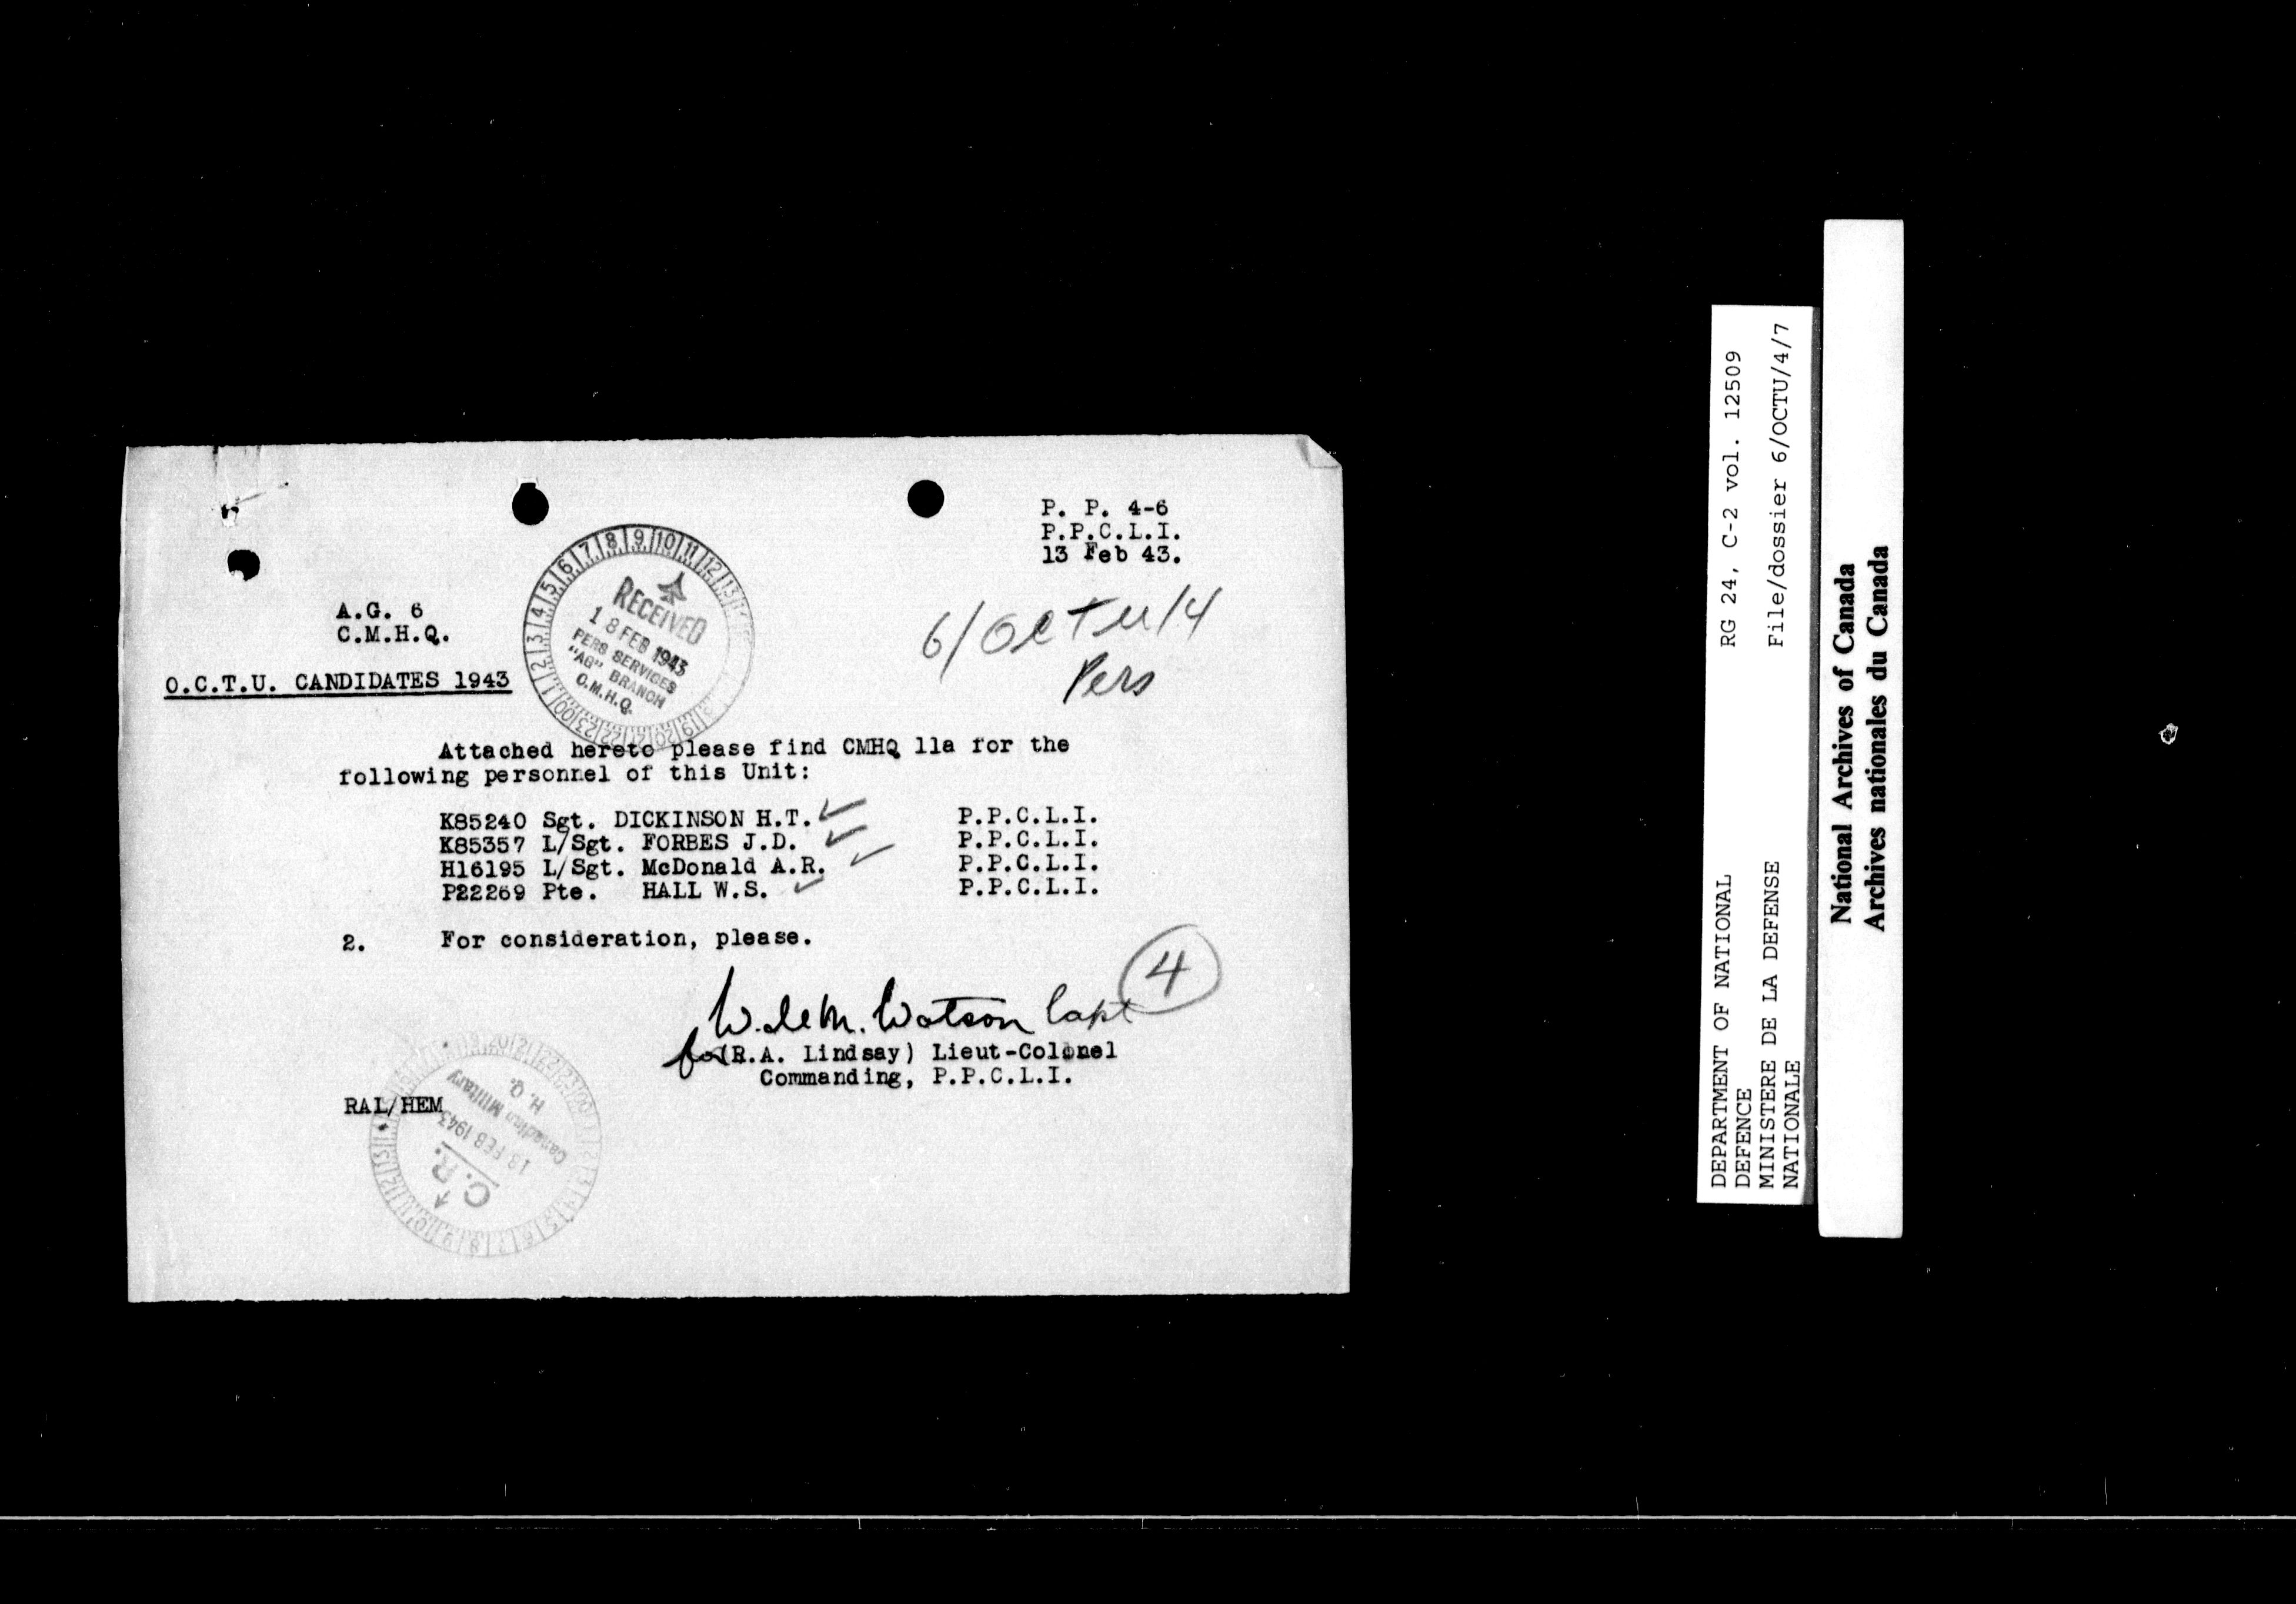 P. P. 4-6
P.P.C.L.I.
13 Feb 43.
A.G. 6
C.M.H.Q.
RECEIVED
18 FEB 1943
PERS SERVICES
"AG" BRANCH
C.M.H.Q.
6/OCTU/4
Pers
O.C.T.U. CANDIDATES 1943
Attached hereto please find CMHQ 11a for the
following personnel of this Unit:
K85240 Sgt. DICKINSON H.T. P.P.C.L.I.
K85357 L/Sgt. FORBES J.D. P.P.C.L.I.
H16195 L/Sgt. McDonald A.R. P.P.C.L.I.
P22269 Pte. HALL W.S. P.P.C.L.I.
2. For consideration, please.
4
W. deM. Watson Capt
for (R.A. Lindsay) Lieut-Colonel
Commanding, P.P.C.L.I.
RAL/HEM
C.R.
18 FEB 1943
Canadian Military
H. Q.
DEPARTMENT OF NATIONAL RG 24, C-2 vol. 12509
DEFENCE
MINISTERE DE LA DEFENSE File/dossier 6/OCTU/4/7
NATIONALE
National Archives of Canada
Archives nationales du Canada